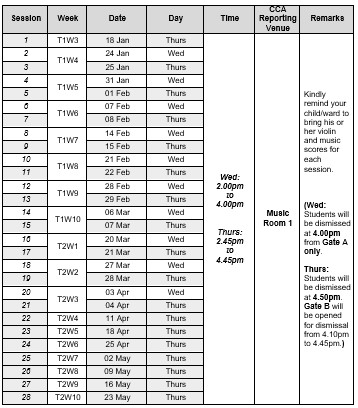 Session Week Date Day Time CCA Reporting Venue Remarks
1 T1W3 18 Jan Thurs
2 T1W4 24 Jan Wed
3 25 Jan Thurs
4 T1W5 31 Jan Wed
5 01 Feb Thurs
6 T1W6 07 Feb Wed
7 08 Feb Thurs
8 T1W7 14 Feb Wed
9 15 Feb Thurs
10 T1W8 21 Feb Wed
11 22 Feb Thurs
12 T1W9 28 Feb Wed
13 29 Feb Thurs
14 T1W10 06 Mar Wed
15 07 Mar Thurs
16 T2W1 20 Mar Wed
17 21 Mar Thurs
18 T2W2 27 Mar Wed
19 28 Mar Thurs
20 T2W3 03 Apr Wed
21 04 Apr Thurs
22 T2W4 11 Apr Thurs
23 T2W5 18 Apr Thurs
24 T2W6 25 Apr Thurs
25 T2W7 02 May Thurs
26 T2W8 09 May Thurs
27 T2W9 16 May Thurs
28 T2W10 23 May Thurs
Wed:
2.00pm
to
4.00pm
Thurs:
2.45pm
to
4.45pm
Music
Room 1
Kindly
remind your
child/ward to
bring his or
her violin
and music
scores for
each
session.
(Wed:
Students will
be dismissed
at 4.00pm
from Gate A
only.
Thurs:
Students will
be dismissed
at 4.50pm.
Gate B will
be opened
for dismissal
from 4.10pm
to 4.45pm.)